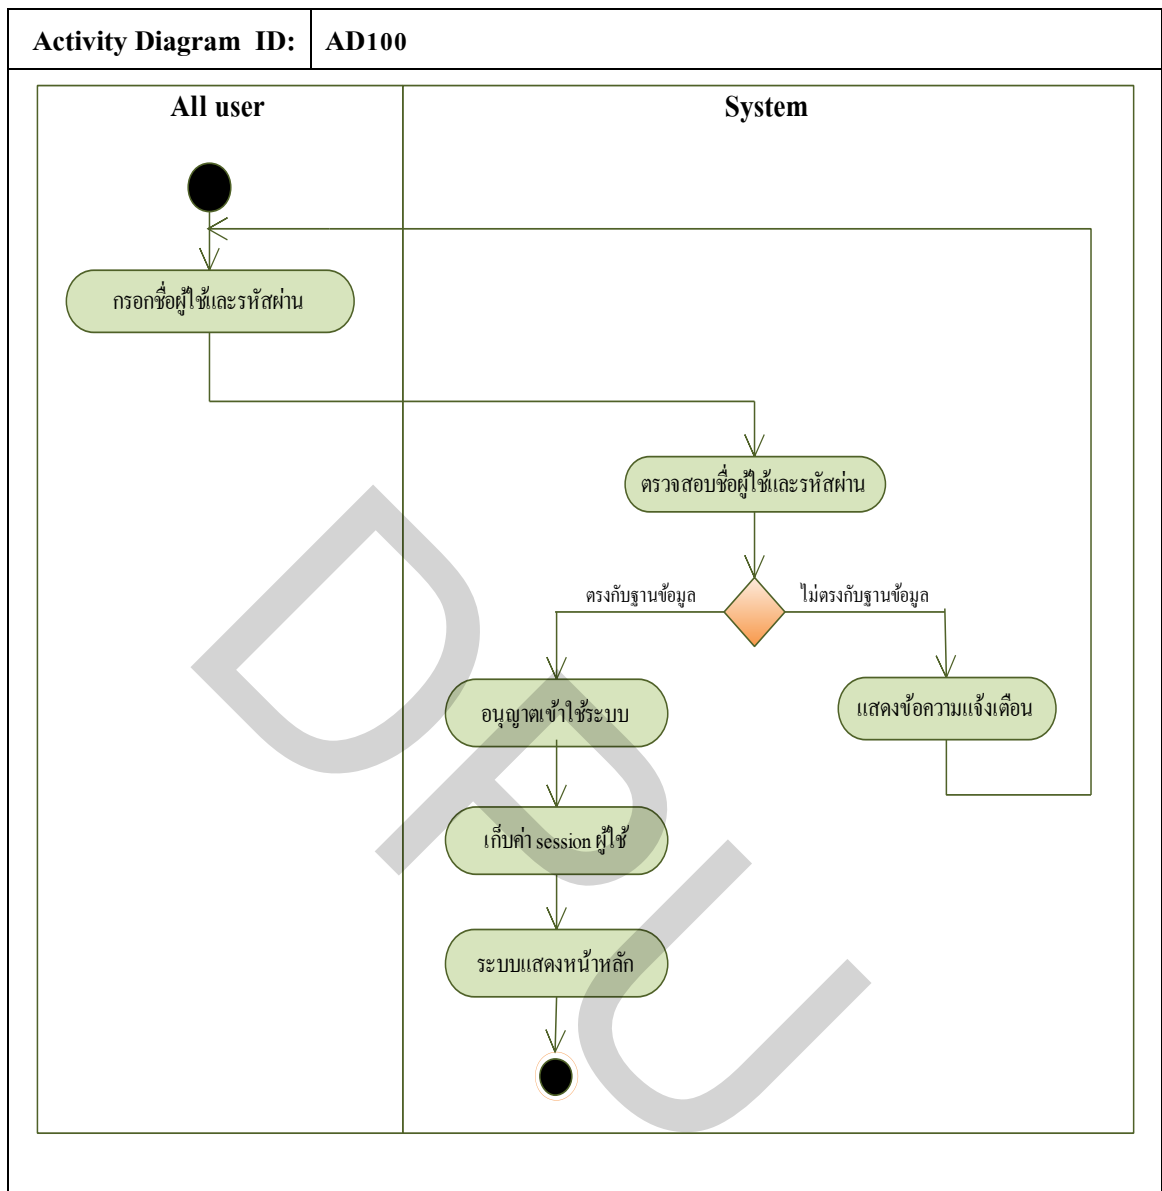 Activity Diagram ID: AD100
All user System
กรอกชื่อผู้ใช้และรหัสผ่าน
ตรวจสอบชื่อผู้ใช้และรหัสผ่าน
ตรงกับฐานข้อมูล ไม่ตรงกับฐานข้อมูล
อนุญาตเข้าใช้ระบบ แสดงข้อความแจ้งเตือน
เก็บค่า session ผู้ใช้
ระบบแสดงหน้าหลัก
DPU